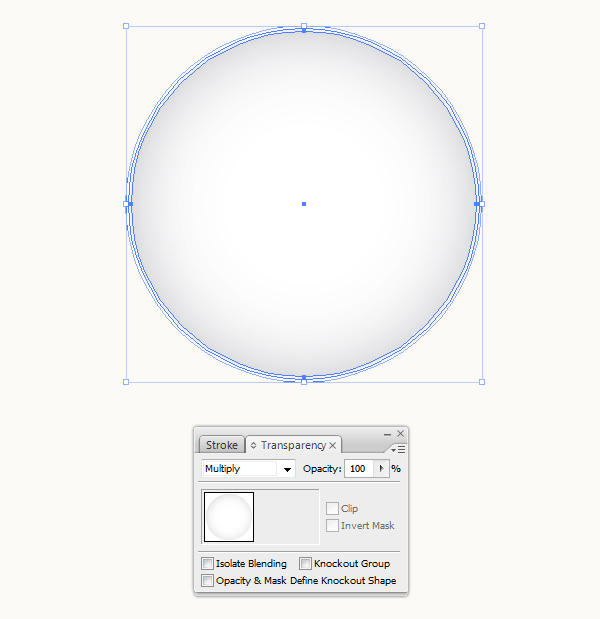 Stroke Transparency
Multiply Opacity: 100 %
Clip
Invert Mask
Isolate Blending Knockout Group
Opacity & Mask Define Knockout Shape